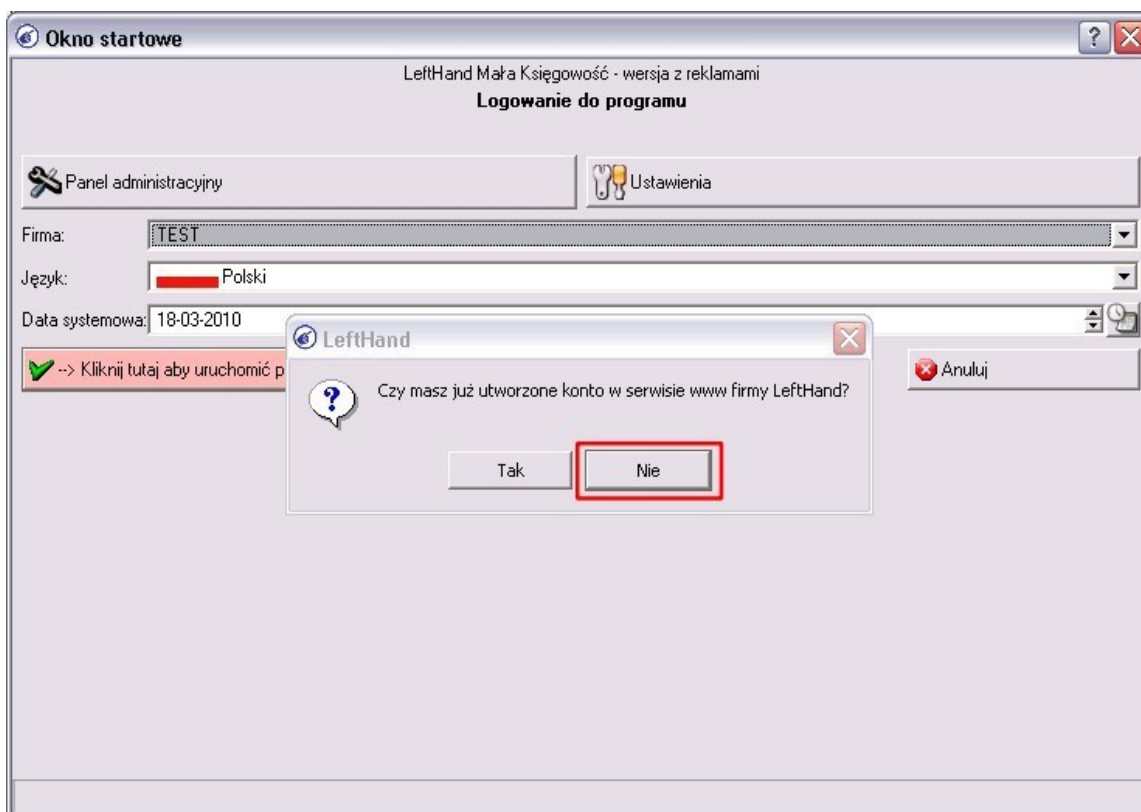 Okno startowe
LeftHand Mała Księgowość - wersja z reklamami
Logowanie do programu
Panel administracyjny
Ustawienia
Firma: TEST
Język: Polski
Data systemowa: 18-03-2010
--> Kliknij tutaj aby uruchomić p
Anuluj
LeftHand
Czy masz już utworzone konto w serwisie www firmy LeftHand?
Tak
Nie